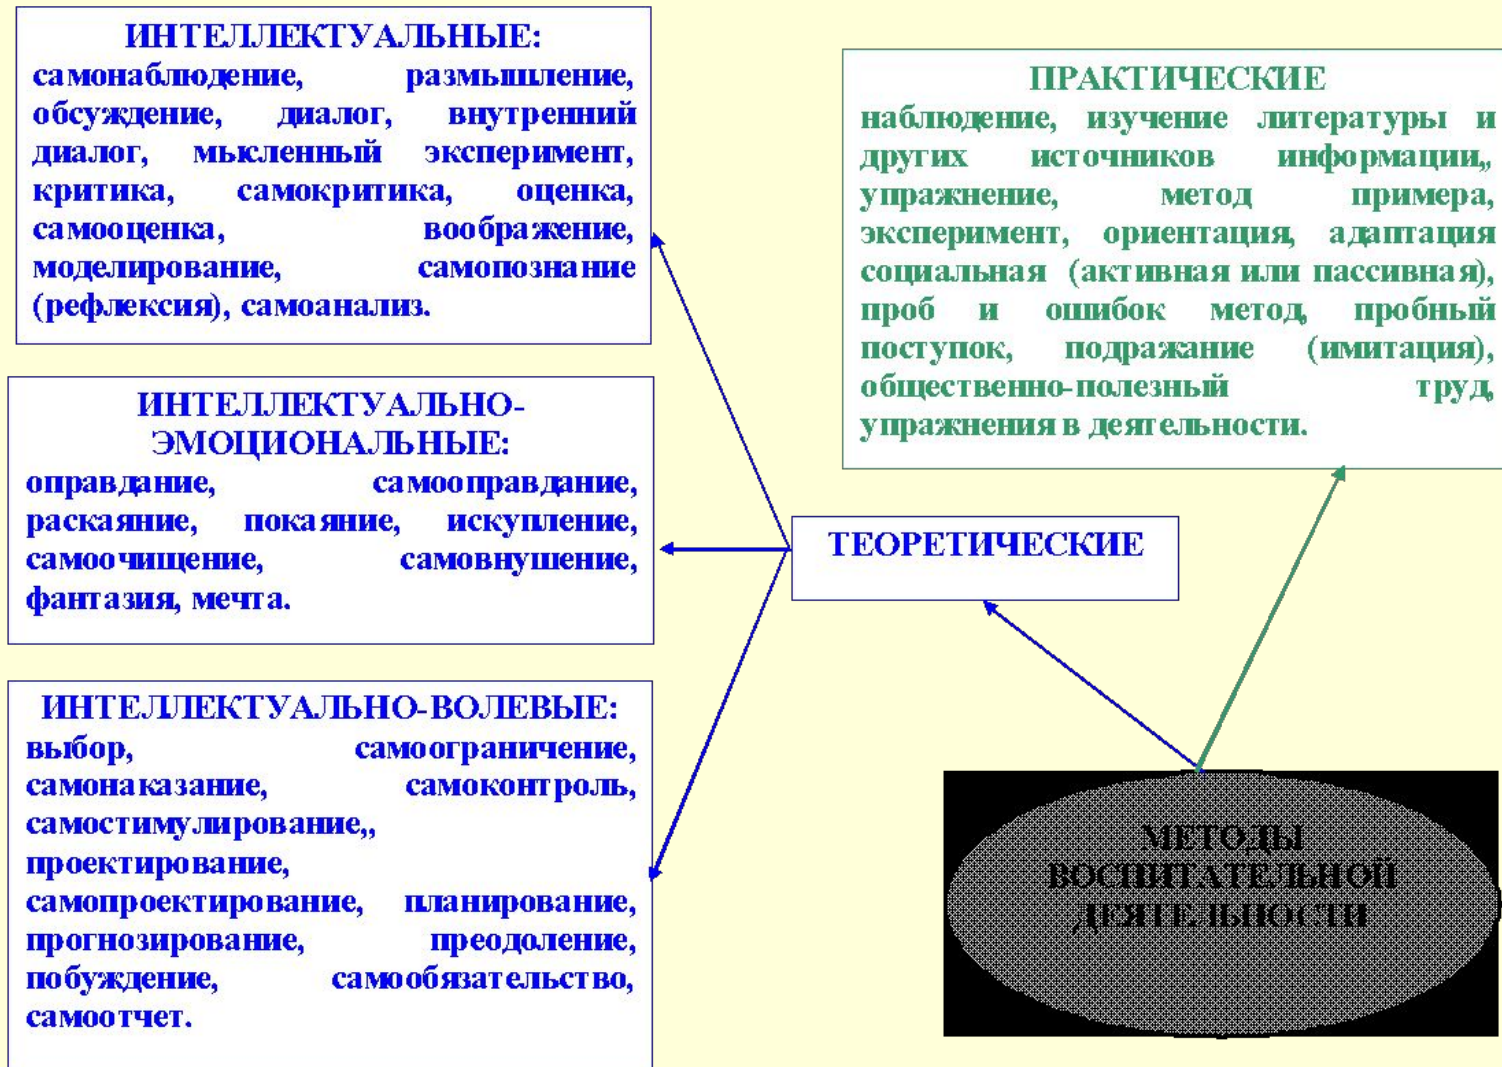 ИНТЕЛЛЕКТУАЛЬНЫЕ:
самонаблюдение, размышление,
обсуждение, диалог, внутренний
диалог, мысленный эксперимент,
критика, самокритика, оценка,
самооценка, воображение,
моделирование, самопознание
(рефлексия), самоанализ.
ИНТЕЛЛЕКТУАЛЬНО-
ЭМОЦИОНАЛЬНЫЕ:
оправдание, самооправдание,
раскаяние, покаяние, искупление,
самоочищение, самовнушение,
фантазия, мечта.
ИНТЕЛЛЕКТУАЛЬНО-ВОЛЕВЫЕ:
выбор, самоограничение,
самонаказание, самоконтроль,
самостимулирование,,
проектирование,
самопроектирование, планирование,
прогнозирование, преодоление,
побуждение, самообязательство,
самоотчет.
ТЕОРЕТИЧЕСКИЕ
ПРАКТИЧЕСКИЕ
наблюдение, изучение литературы и
других источников информации,,
упражнение, метод примера,
эксперимент, ориентация, адаптация
социальная (активная или пассивная),
проб и ошибок метод, пробный
поступок, подражание (имитация),
общественно-полезный труд,
упражнения в деятельности.
МЕТОДЫ
ВОСПИТАТЕЛЬНОЙ
ДЕЯТЕЛЬНОСТИ